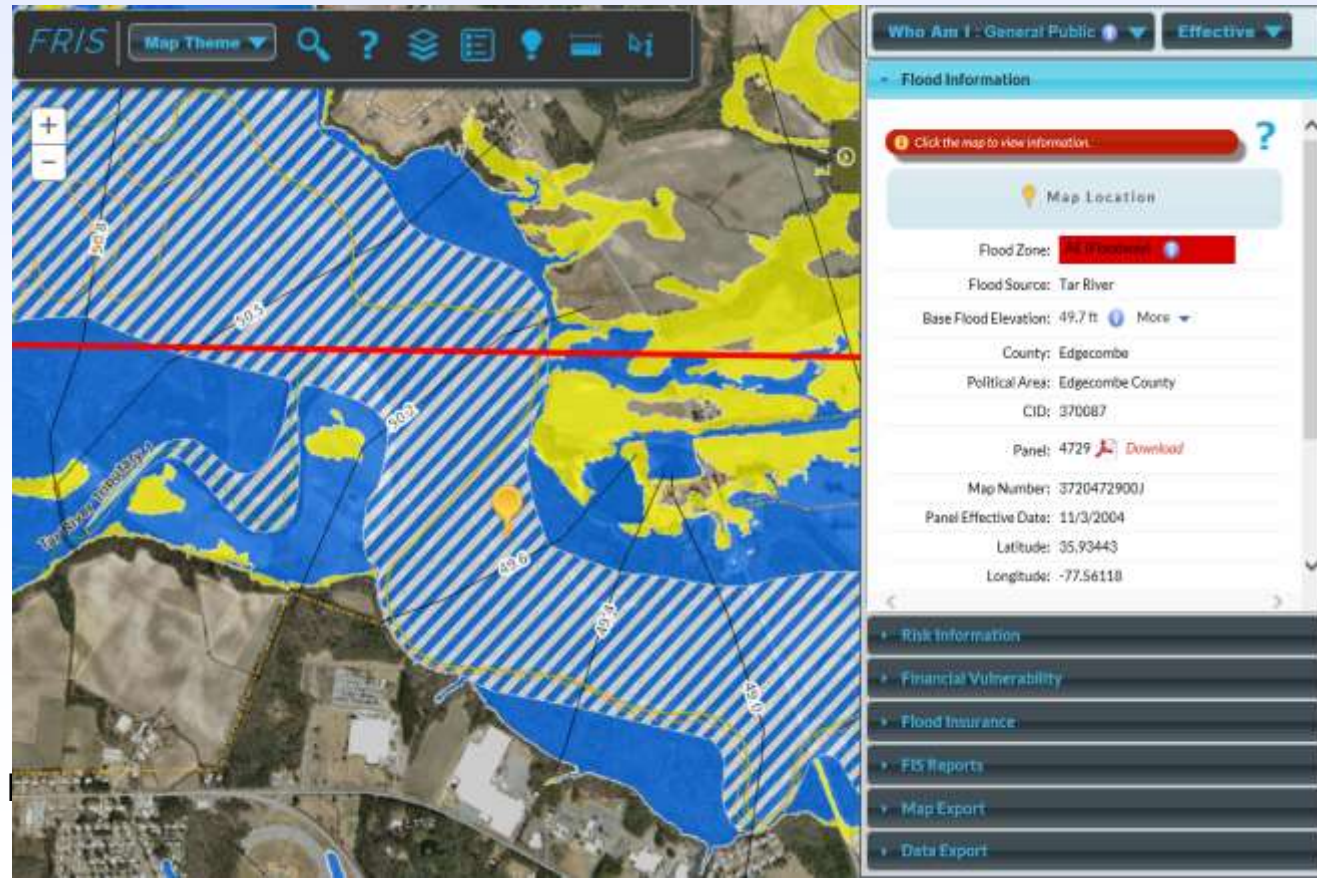 FRIS Map Theme ?
Who Am I : General Public Effective
Flood Information
Click the map to view information.
?
Map Location
Flood Zone: AE (Floodway)
Flood Source: Tar River
Base Flood Elevation: 49.7 ft More
County: Edgecombe
Political Area: Edgecombe County
CID: 370087
Panel: 4729 Download
Map Number: 3720472900J
Panel Effective Date: 11/3/2004
Latitude: 35.93443
Longitude: -77.56118
Risk Information
Financial Vulnerability
Flood Insurance
FIS Reports
Map Export
Data Export
+
−
50.8
50.5
50.2
Tar River Tributary 1
49.6
49.4
49.0